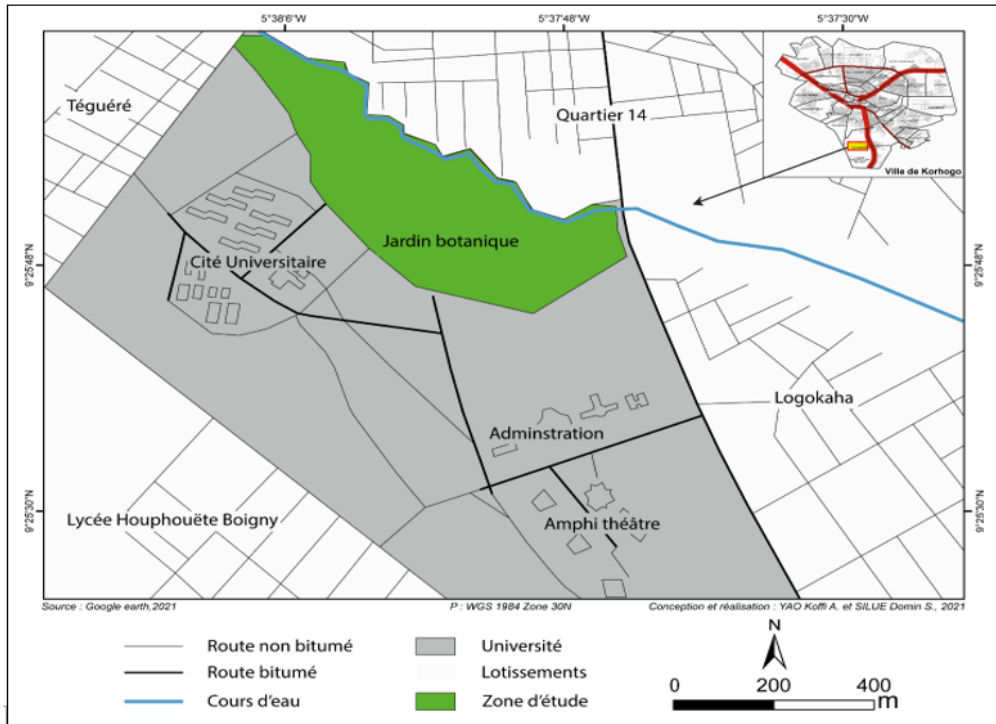 5°38'6"W 5°37'48"W 5°37'30"W
Téguéré
Quartier 14
Ville de Korhogo
Jardin botanique
Cité Universitaire
9°25'48"N 9°25'48"N
Logokaha
Adminstration
9°25'30"N 9°25'30"N
Lycée Houphouëte Boigny
Amphi théâtre
Source : Google earth,2021 P : WGS 1984 Zone 30N Conception et réalisation : YAO Koffi A. et SILUE Domin S., 2021
Route non bitumé Université N
Route bitumé Lotissements
Cours d'eau Zone d'étude
0 200 400 m